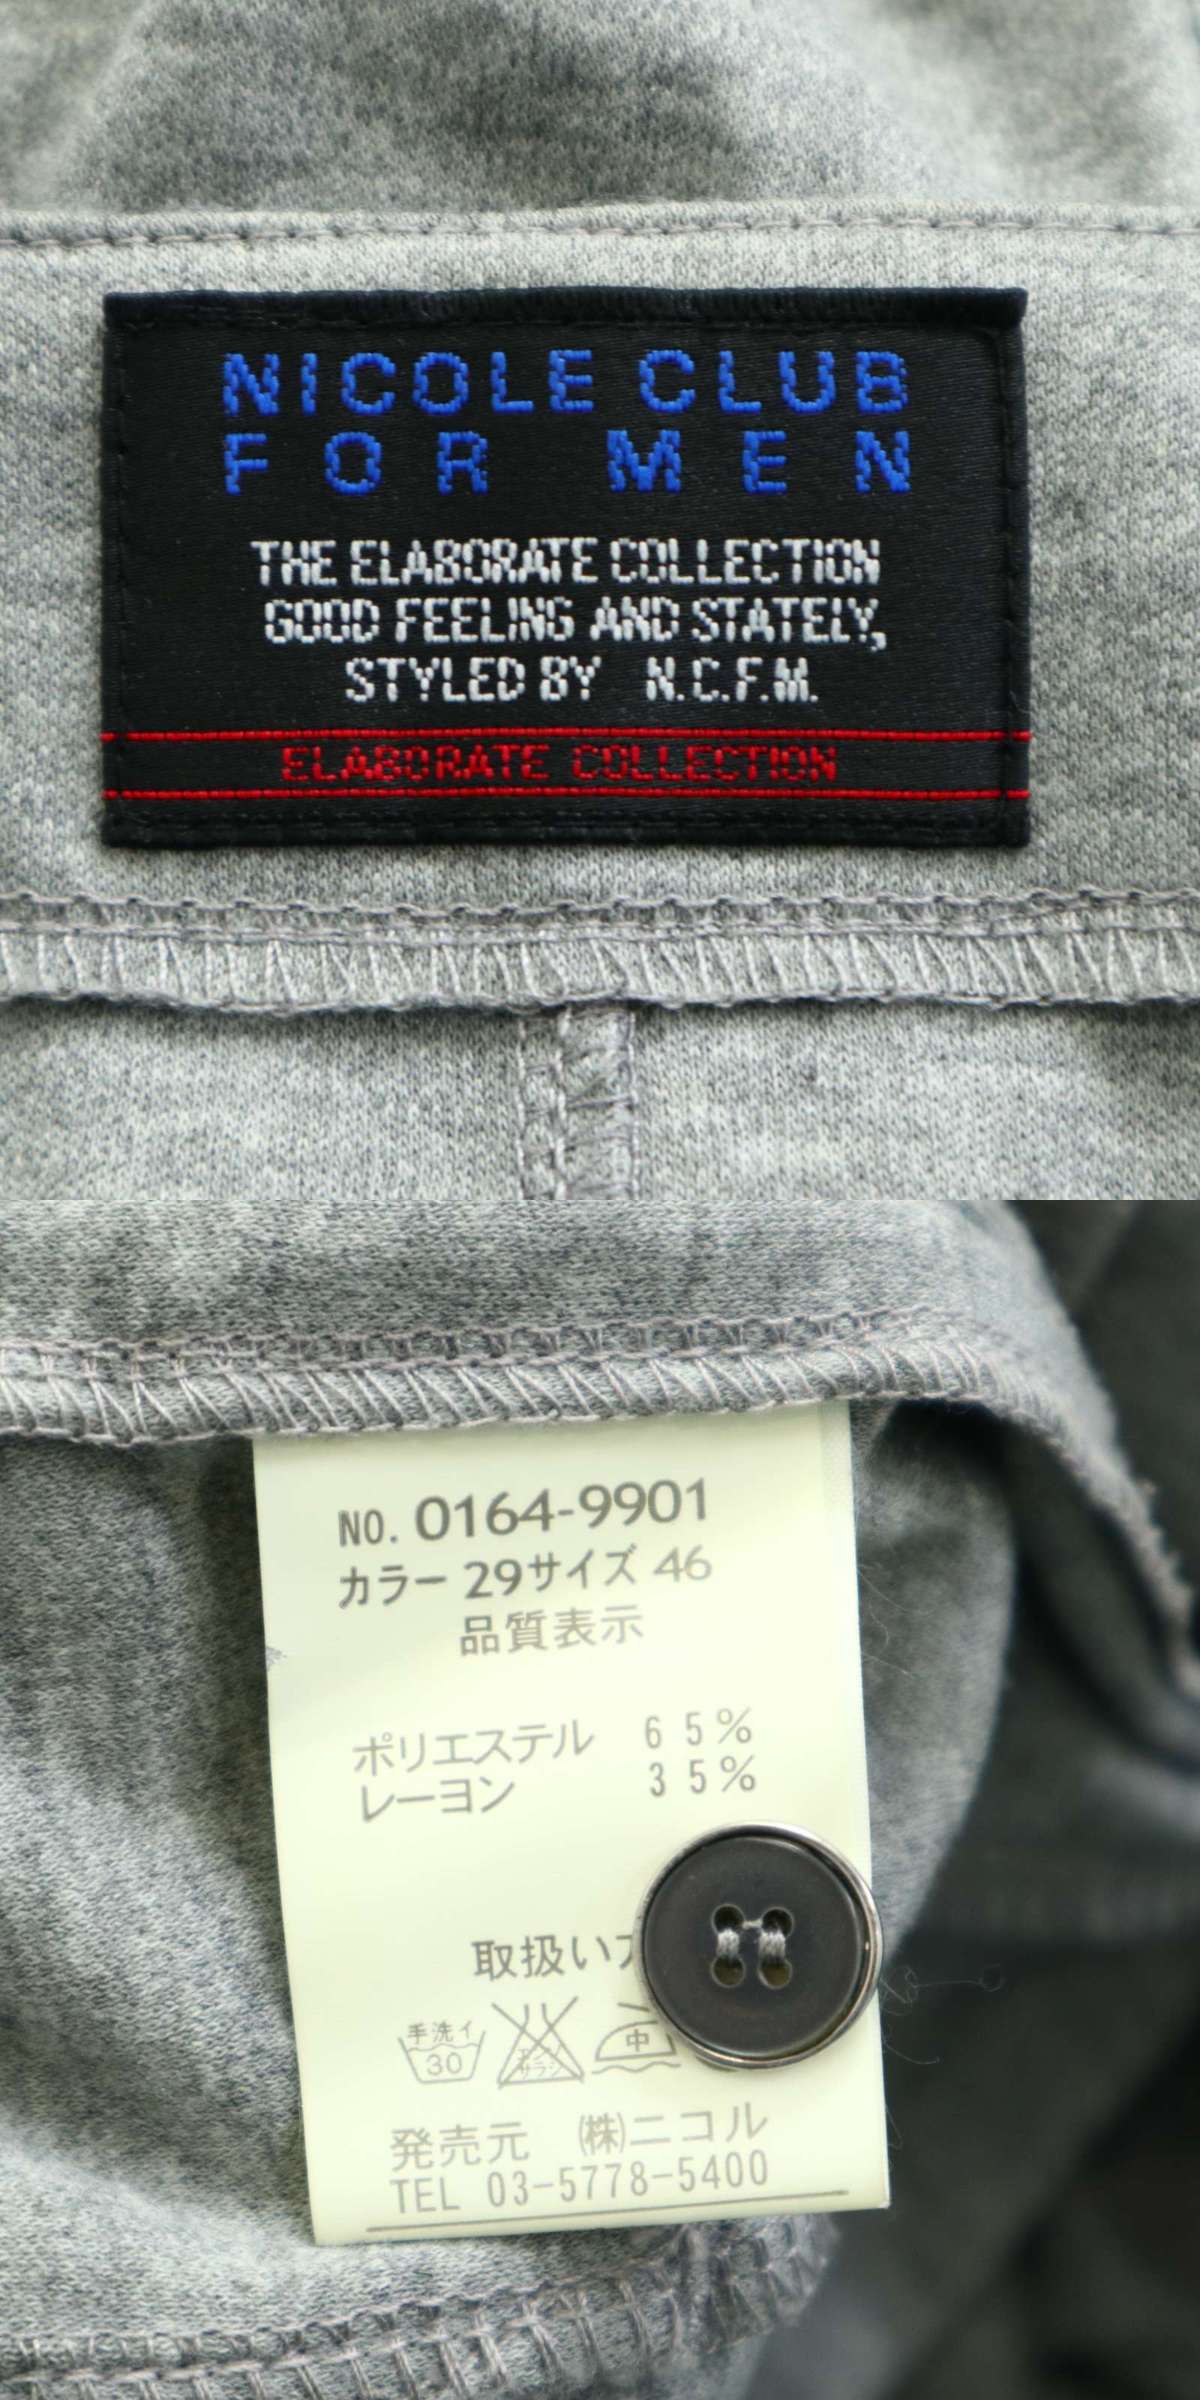 NICOLE CLUB
FOR MEN
THE ELABORATE COLLECTION
GOOD FEELING AND STATELY,
STYLED BY N.C.F.M.
ELABORATE COLLECTION
NO. 0164-9901
カラー 29サイズ 46
品質表示
ポリエステル 65%
レーヨン 35%
取扱い
手洗イ 中
30 サラシ
発売元 ㈱ニコル
TEL 03-5778-5400